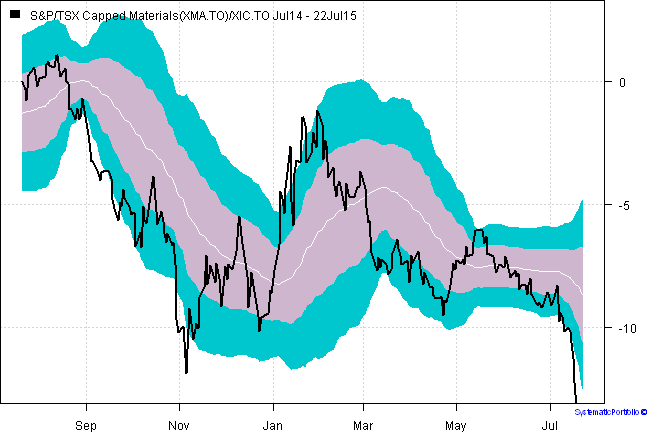 S&P/TSX Capped Materials(XMA.TO)/XIC.TO Jul14 - 22Jul15
0
-5
-10
Sep Nov Jan Mar May Jul
SystematicPortfolio ©